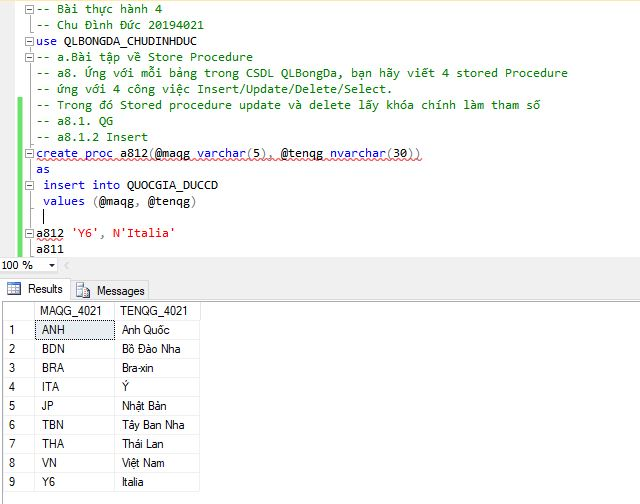 -- Bài thực hành 4
-- Chu Đình Đức 20194021
use QLBONGDA_CHUDINHDUC
-- a.Bài tập về Store Procedure
-- a8. Ứng với mỗi bảng trong CSDL QLBongDa, bạn hãy viết 4 stored Procedure
-- ứng với 4 công việc Insert/Update/Delete/Select.
-- Trong đó Stored procedure update và delete lấy khóa chính làm tham số
-- a8.1. QG
-- a8.1.2 Insert
create proc a812(@maqg varchar(5), @tenqg nvarchar(30))
as
insert into QUOCGIA_DUCCD
values (@maqg, @tenqg)
a812 'Y6', N'Italia'
a811
100 %
Results Messages
MAQG_4021 TENQG_4021
1 ANH Anh Quốc
2 BDN Bồ Đào Nha
3 BRA Bra-xin
4 ITA Ý
5 JP Nhật Bản
6 TBN Tây Ban Nha
7 THA Thái Lan
8 VN Việt Nam
9 Y6 Italia